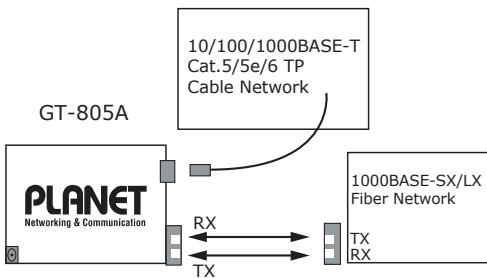 10/100/1000BASE-T
Cat.5/5e/6 TP
Cable Network
GT-805A
PLANET
Networking & Communication
1000BASE-SX/LX
Fiber Network
RX
TX
TX
RX